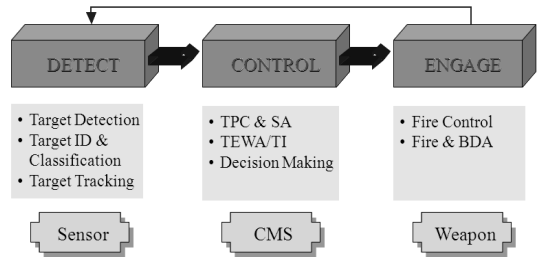 DETECT
CONTROL
ENGAGE
• Target Detection
• Target ID &
Classification
• Target Tracking
• TPC & SA
• TEWA/TI
• Decision Making
• Fire Control
• Fire & BDA
Sensor
CMS
Weapon